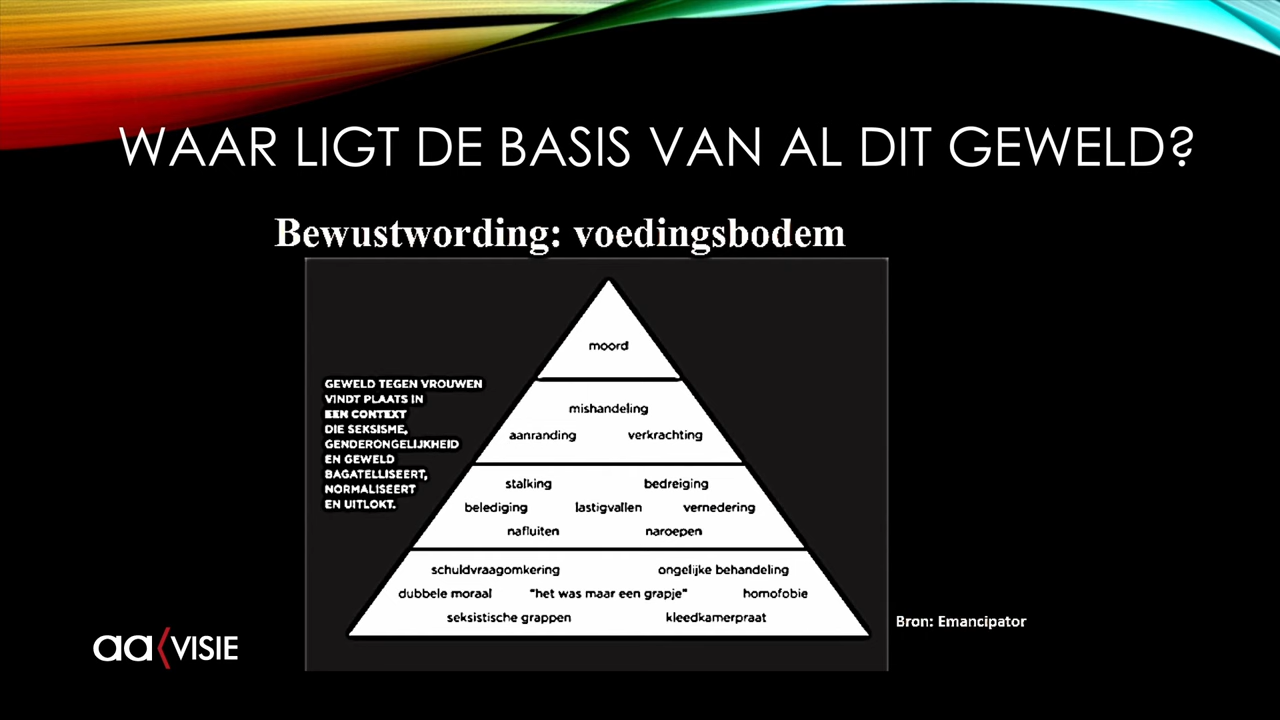 WAAR LIGT DE BASIS VAN AL DIT GEWELD?
Bewustwording: voedingsbodem
moord
GEWELD TEGEN VROUWEN
VINDT PLAATS IN
EEN CONTEXT
DIE SEKSISME,
GENDERONGELIJKHEID
EN GEWELD
BAGATELLISEERT,
NORMALISEERT
EN UITLOKT.
mishandeling
aanranding verkrachting
stalking bedreiging
belediging lastigvallen vernedering
nafluiten naroepen
schuldvraagomkering ongelijke behandeling
dubbele moraal "het was maar een grapje" homofobie
seksistische grappen kleedkamerpraat
Bron: Emancipator
aa VISIE